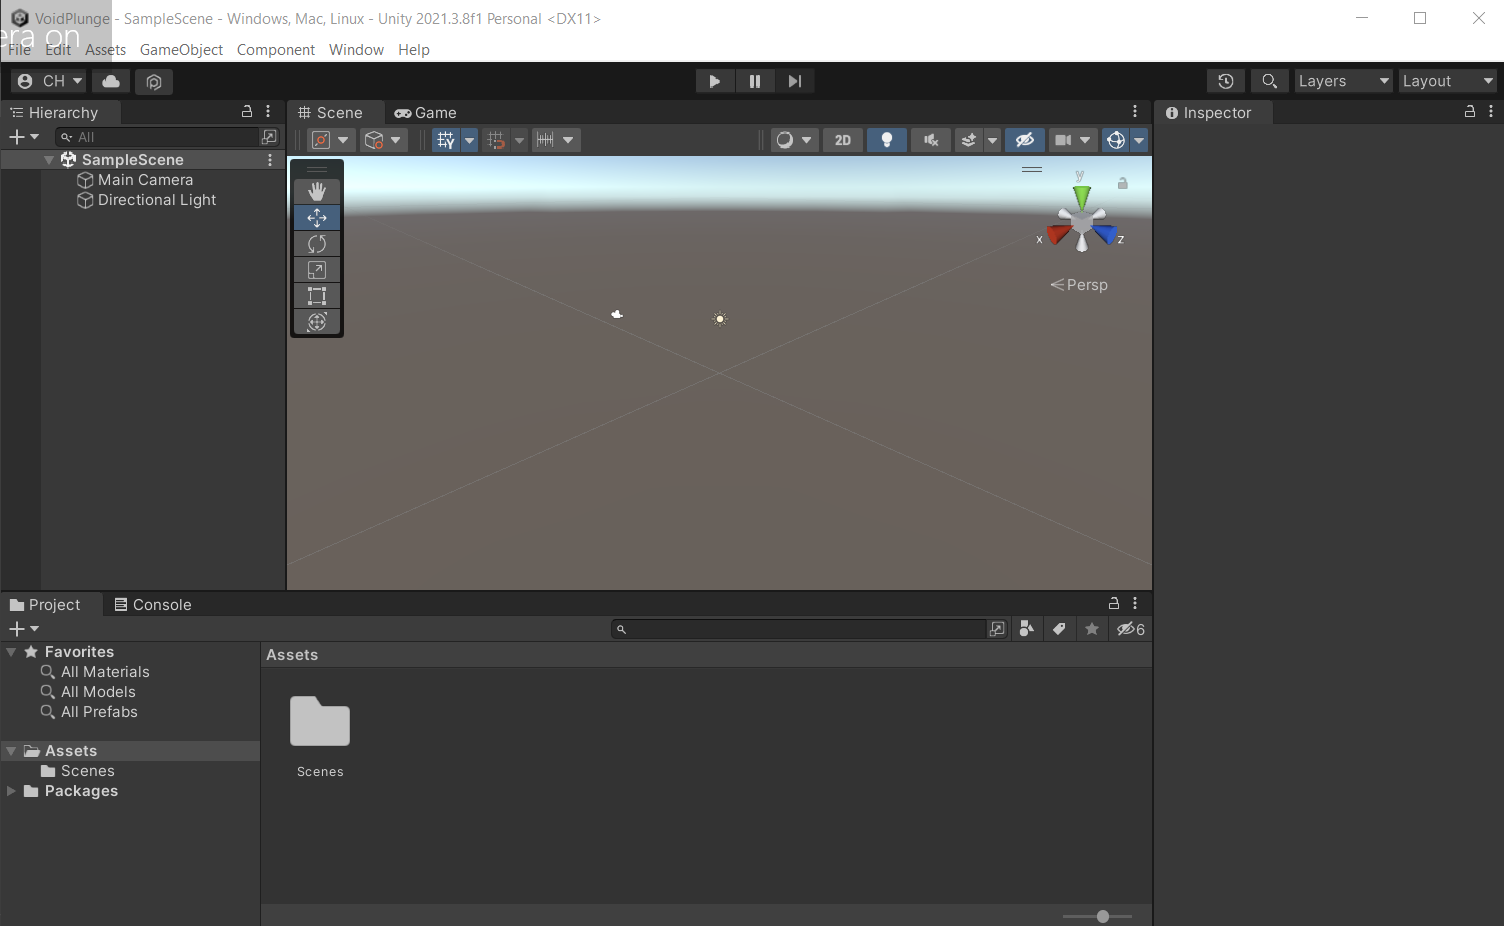 VoidPlunge - SampleScene - Windows, Mac, Linux - Unity 2021.3.8f1 Personal <DX11>
era on
File Edit Assets GameObject Component Window Help
CH Layers Layout
Hierarchy
All
SampleScene
Main Camera
Directional Light
Scene Game
2D
y
x z
Persp
Inspector
Project Console
6
Favorites
All Materials
All Models
All Prefabs
Assets
Scenes
Packages
Assets
Scenes